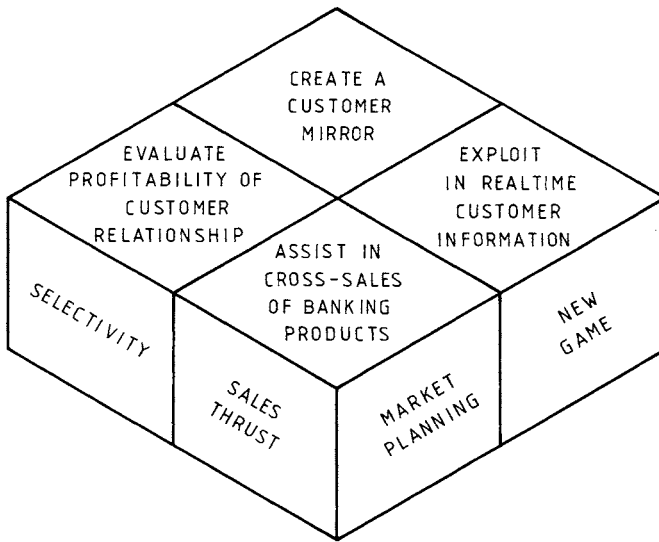 CREATE A
CUSTOMER
MIRROR
EVALUATE
PROFITABILITY OF
CUSTOMER
RELATIONSHIP
EXPLOIT
IN REALTIME
CUSTOMER
INFORMATION
ASSIST IN
CROSS-SALES
OF BANKING
PRODUCTS
SELECTIVITY
SALES
THRUST
MARKET
PLANNING
NEW
GAME